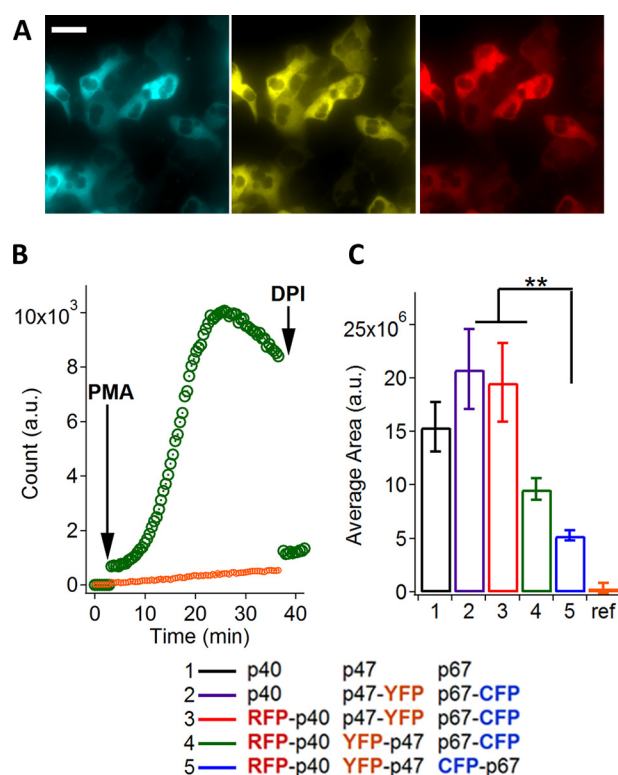 A
B
C
10x10³
8
6
4
2
0
Count (a.u.)
PMA
DPI
0 10 20 30 40
Time (min)
**
25x10⁶
20
15
10
5
0
Average Area (a.u.)
1 2 3 4 5 ref
1 p40 p47 p67
2 p40 p47-YFP p67-CFP
3 RFP-p40 p47-YFP p67-CFP
4 RFP-p40 YFP-p47 p67-CFP
5 RFP-p40 YFP-p47 CFP-p67